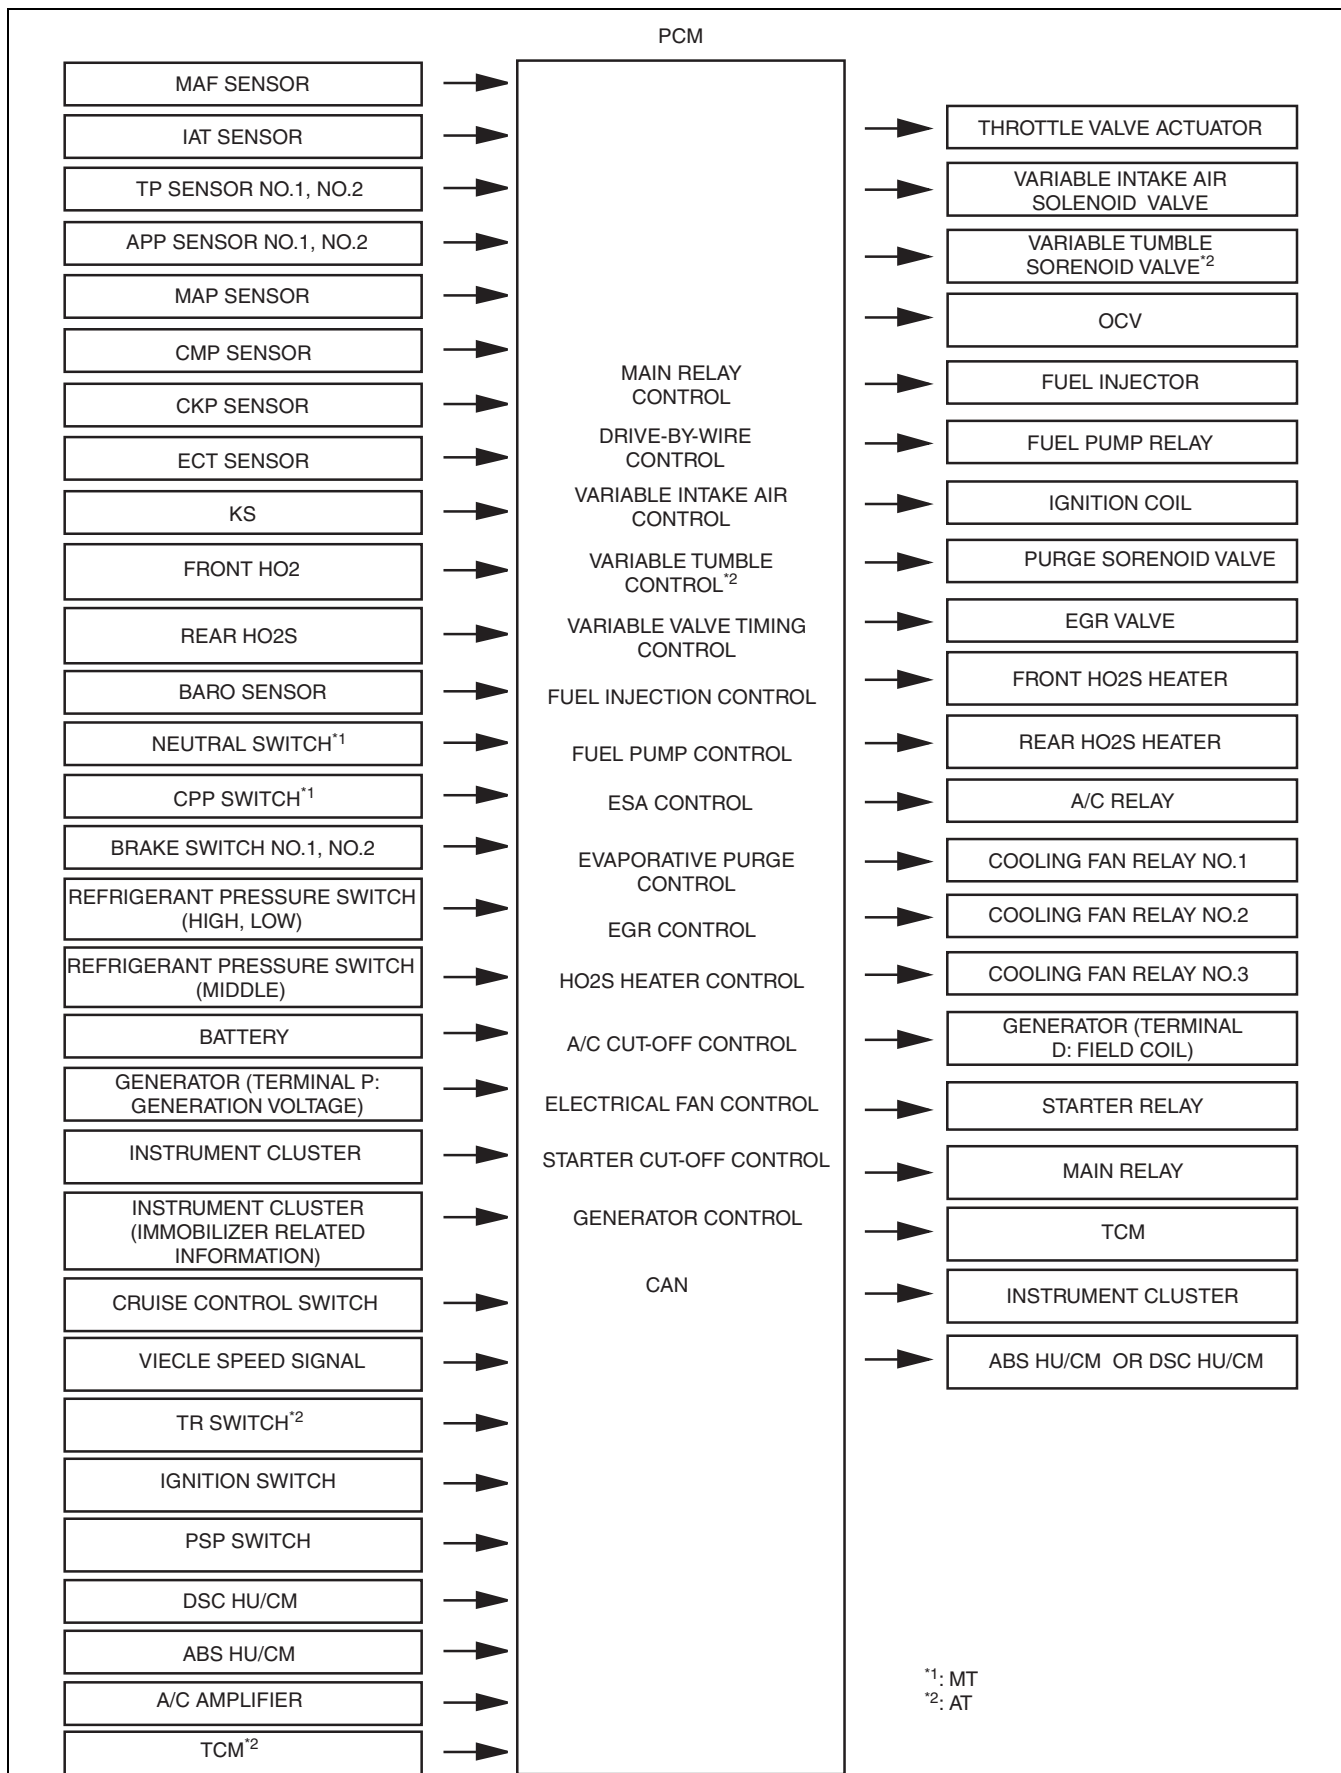 PCM
MAF SENSOR
IAT SENSOR
TP SENSOR NO.1, NO.2
APP SENSOR NO.1, NO.2
MAP SENSOR
CMP SENSOR
CKP SENSOR
ECT SENSOR
KS
FRONT HO2
REAR HO2S
BARO SENSOR
NEUTRAL SWITCH*1
CPP SWITCH*1
BRAKE SWITCH NO.1, NO.2
REFRIGERANT PRESSURE SWITCH
(HIGH, LOW)
REFRIGERANT PRESSURE SWITCH
(MIDDLE)
BATTERY
GENERATOR (TERMINAL P:
GENERATION VOLTAGE)
INSTRUMENT CLUSTER
INSTRUMENT CLUSTER
(IMMOBILIZER RELATED
INFORMATION)
CRUISE CONTROL SWITCH
VIECLE SPEED SIGNAL
TR SWITCH*2
IGNITION SWITCH
PSP SWITCH
DSC HU/CM
ABS HU/CM
A/C AMPLIFIER
TCM*2
MAIN RELAY
CONTROL
DRIVE-BY-WIRE
CONTROL
VARIABLE INTAKE AIR
CONTROL
VARIABLE TUMBLE
CONTROL*2
VARIABLE VALVE TIMING
CONTROL
FUEL INJECTION CONTROL
FUEL PUMP CONTROL
ESA CONTROL
EVAPORATIVE PURGE
CONTROL
EGR CONTROL
HO2S HEATER CONTROL
A/C CUT-OFF CONTROL
ELECTRICAL FAN CONTROL
STARTER CUT-OFF CONTROL
GENERATOR CONTROL
CAN
THROTTLE VALVE ACTUATOR
VARIABLE INTAKE AIR
SOLENOID VALVE
VARIABLE TUMBLE
SORENOID VALVE*2
OCV
FUEL INJECTOR
FUEL PUMP RELAY
IGNITION COIL
PURGE SORENOID VALVE
EGR VALVE
FRONT HO2S HEATER
REAR HO2S HEATER
A/C RELAY
COOLING FAN RELAY NO.1
COOLING FAN RELAY NO.2
COOLING FAN RELAY NO.3
GENERATOR (TERMINAL
D: FIELD COIL)
STARTER RELAY
MAIN RELAY
TCM
INSTRUMENT CLUSTER
ABS HU/CM OR DSC HU/CM
*1: MT
*2: AT